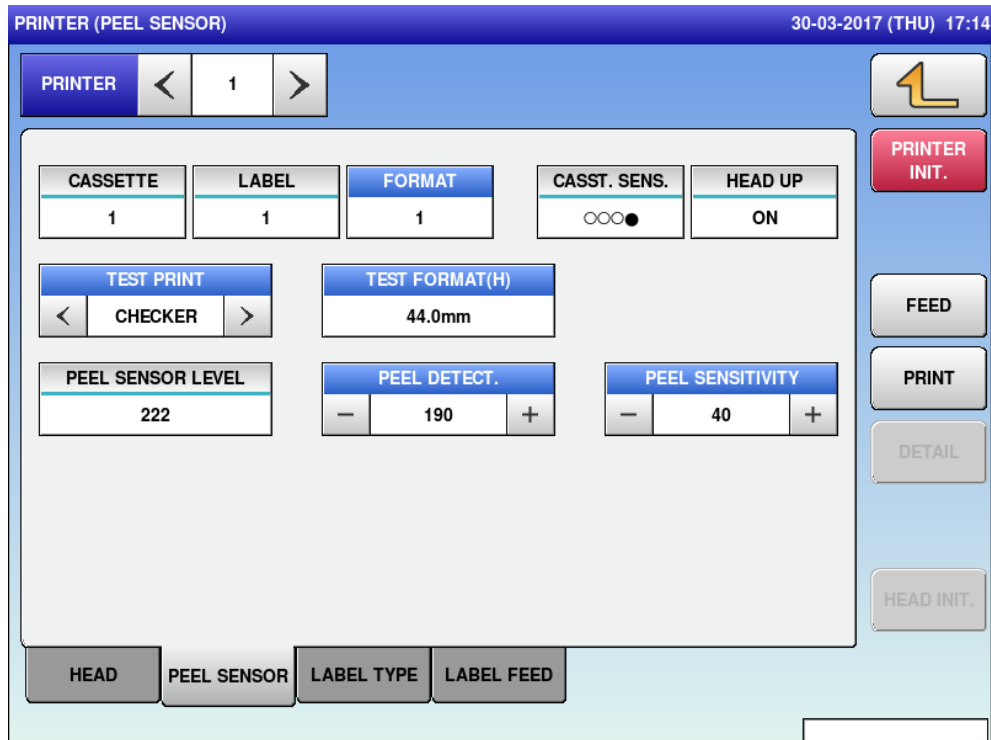 PRINTER (PEEL SENSOR) 30-03-2017 (THU) 17:14
PRINTER < 1 >
PRINTER INIT.
CASSETTE LABEL FORMAT CASST. SENS. HEAD UP
1 1 1 ○○○● ON
TEST PRINT TEST FORMAT(H)
< CHECKER > 44.0mm
FEED
PEEL SENSOR LEVEL PEEL DETECT. PEEL SENSITIVITY
222 − 190 + − 40 +
PRINT
DETAIL
HEAD INIT.
HEAD PEEL SENSOR LABEL TYPE LABEL FEED